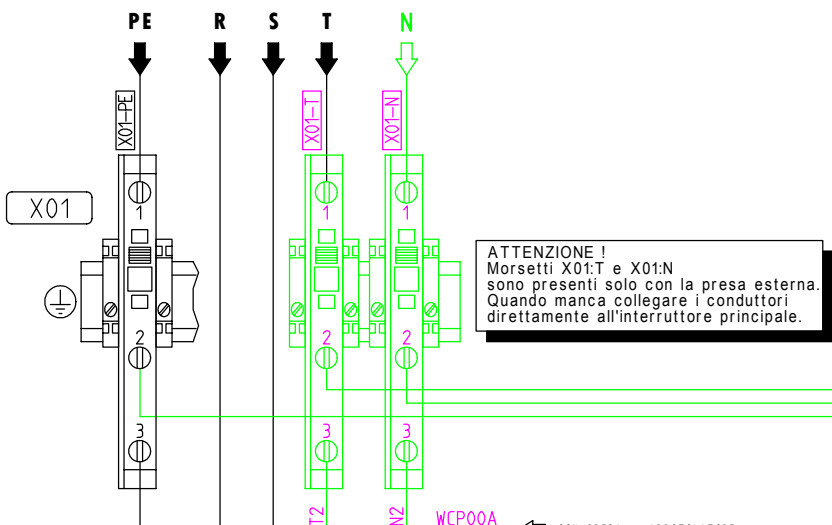 PE R S T N
X01-PE X01-T X01-N
X01
1 1 1
ATTENZIONE !
Morsetti X01:T e X01:N
sono presenti solo con la presa esterna.
Quando manca collegare i conduttori
direttamente all'interruttore principale.
2 2 2
3 3 3
T2 N2 WCP00A